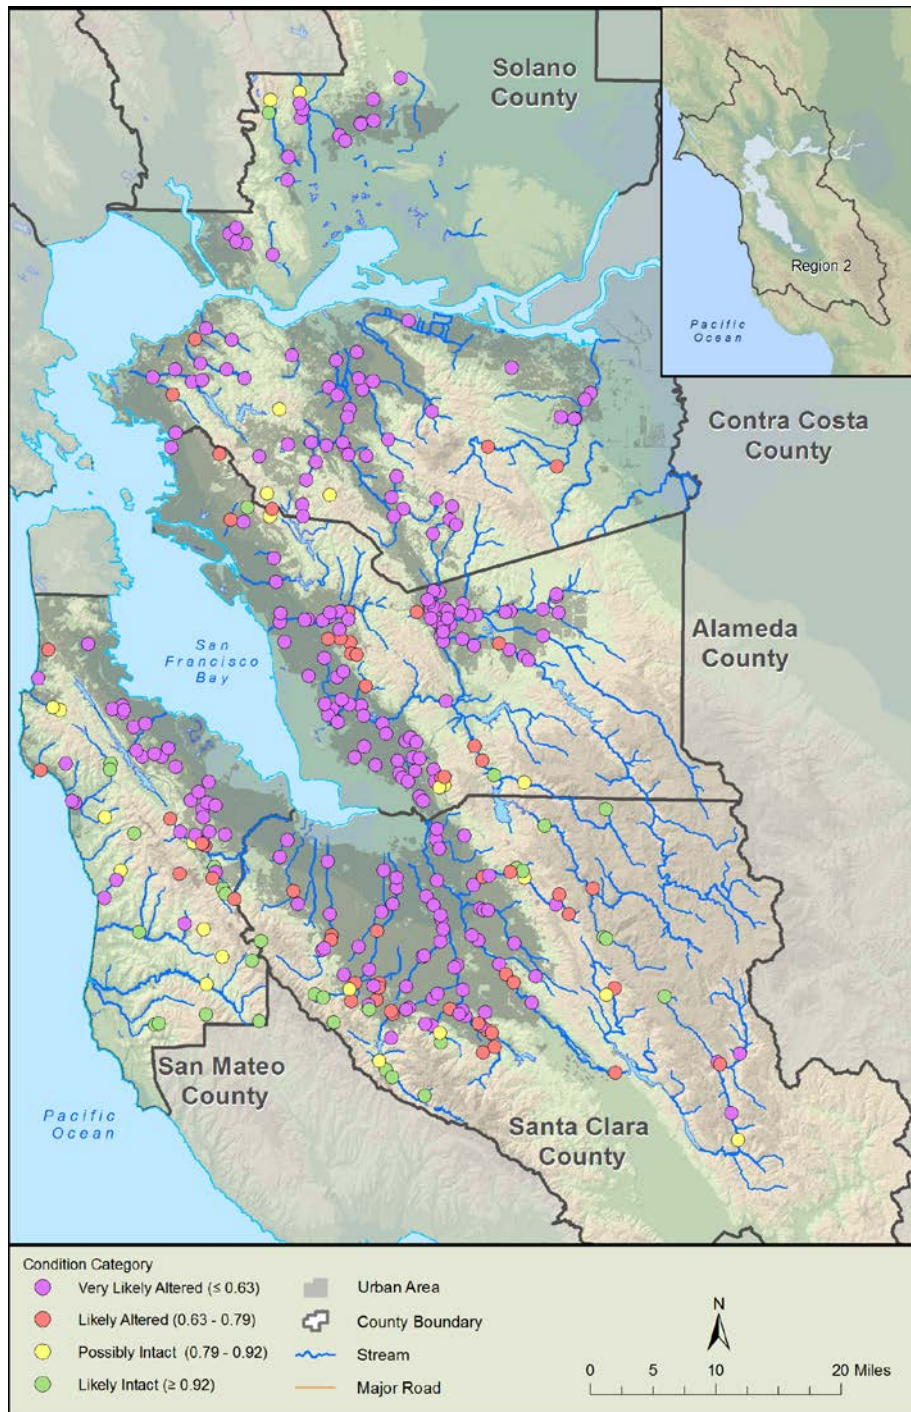 Solano
County
Region 2
Pacific
Ocean
Contra Costa
County
Alameda
County
San
Francisco
Bay
San Mateo
County
Pacific
Ocean
Santa Clara
County
Condition Category
Very Likely Altered (≤ 0.63)
Likely Altered (0.63 - 0.79)
Possibly Intact (0.79 - 0.92)
Likely Intact (≥ 0.92)
Urban Area
County Boundary
Stream
Major Road
N
0 5 10 20 Miles